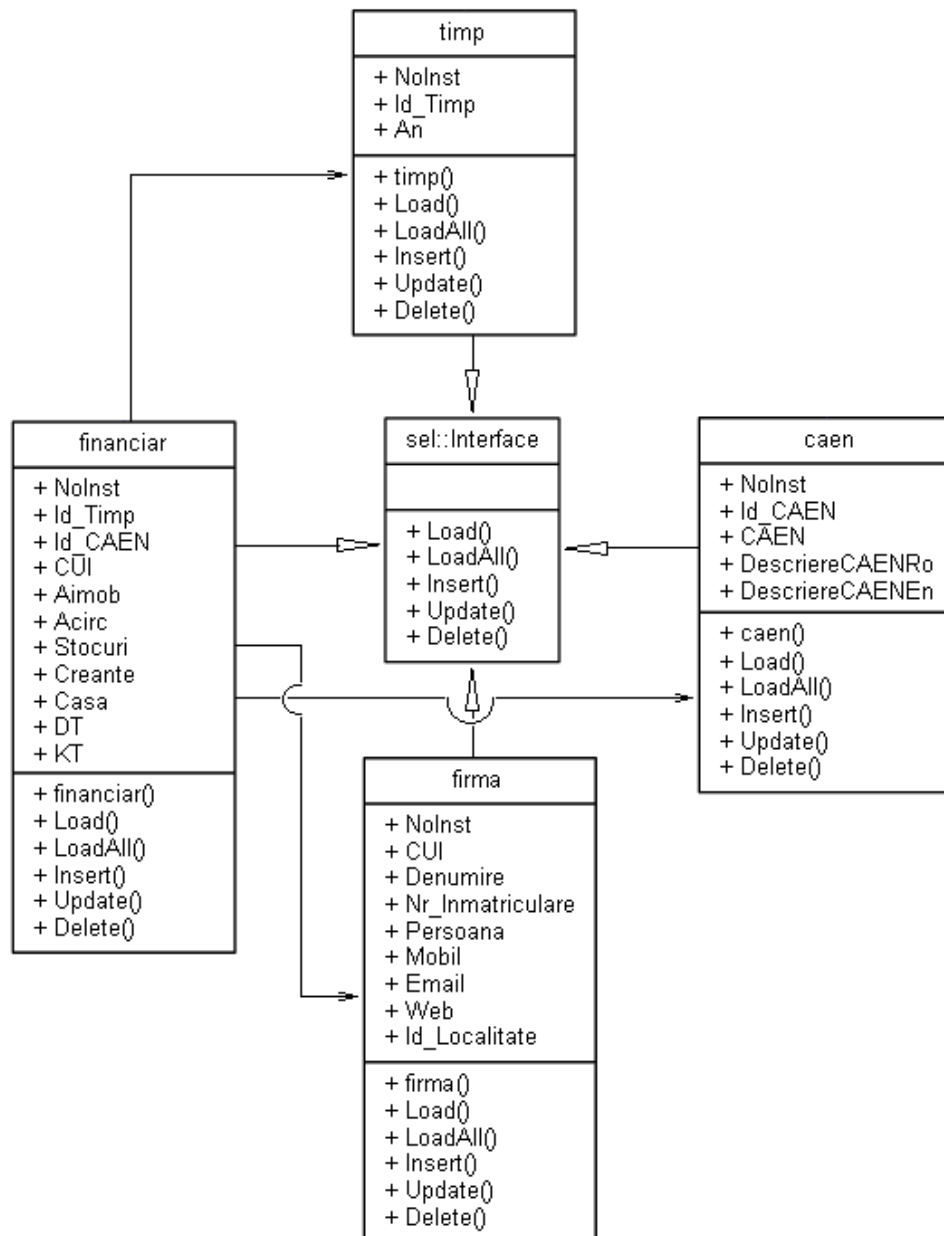 timp
+ NoInst
+ Id_Timp
+ An
+ timp()
+ Load()
+ LoadAll()
+ Insert()
+ Update()
+ Delete()
financiar
+ NoInst
+ Id_Timp
+ Id_CAEN
+ CUI
+ Aimob
+ Acirc
+ Stocuri
+ Creante
+ Casa
+ DT
+ KT
+ financiar()
+ Load()
+ LoadAll()
+ Insert()
+ Update()
+ Delete()
sel::Interface
+ Load()
+ LoadAll()
+ Insert()
+ Update()
+ Delete()
caen
+ NoInst
+ Id_CAEN
+ CAEN
+ DescriereCAENRo
+ DescriereCAENEn
+ caen()
+ Load()
+ LoadAll()
+ Insert()
+ Update()
+ Delete()
firma
+ NoInst
+ CUI
+ Denumire
+ Nr_Inmatriculare
+ Persoana
+ Mobil
+ Email
+ Web
+ Id_Localitate
+ firma()
+ Load()
+ LoadAll()
+ Insert()
+ Update()
+ Delete()